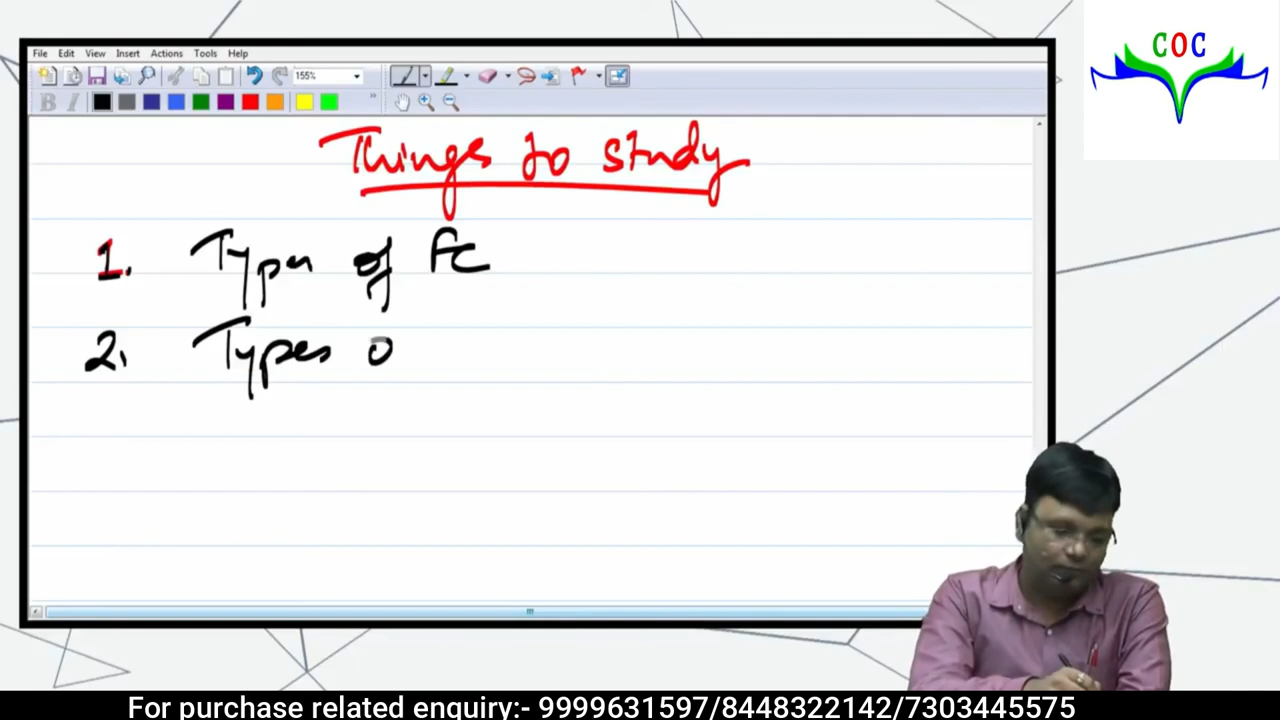 COC
File Edit View Insert Actions Tools Help
155%
B I
Things to study
1. Types of FC
2. Types o
For purchase related enquiry:- 9999631597/8448322142/7303445575